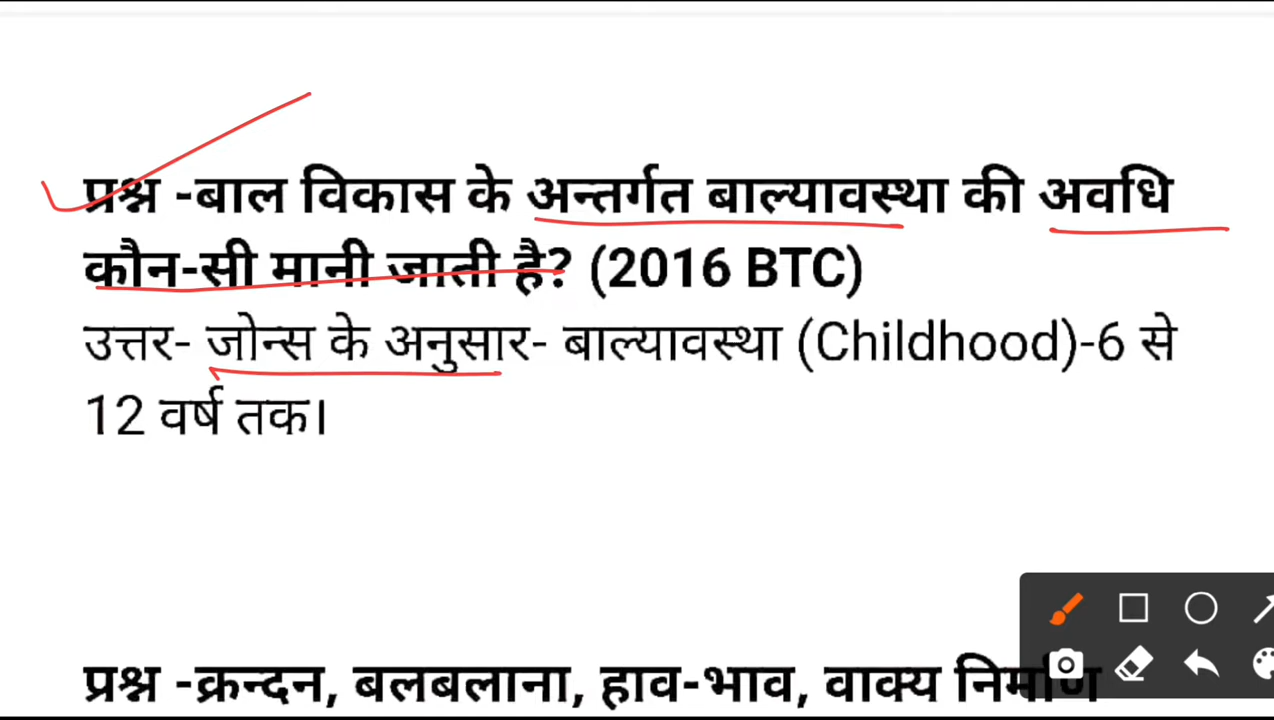 प्रश्न -बाल विकास के अन्तर्गत बाल्यावस्था की अवधि
कौन-सी मानी जाती है? (2016 BTC)
उत्तर- जोन्स के अनुसार- बाल्यावस्था (Childhood)-6 से
12 वर्ष तक।
प्रश्न -क्रन्दन, बलबलाना, हाव-भाव, वाक्य निर्माण